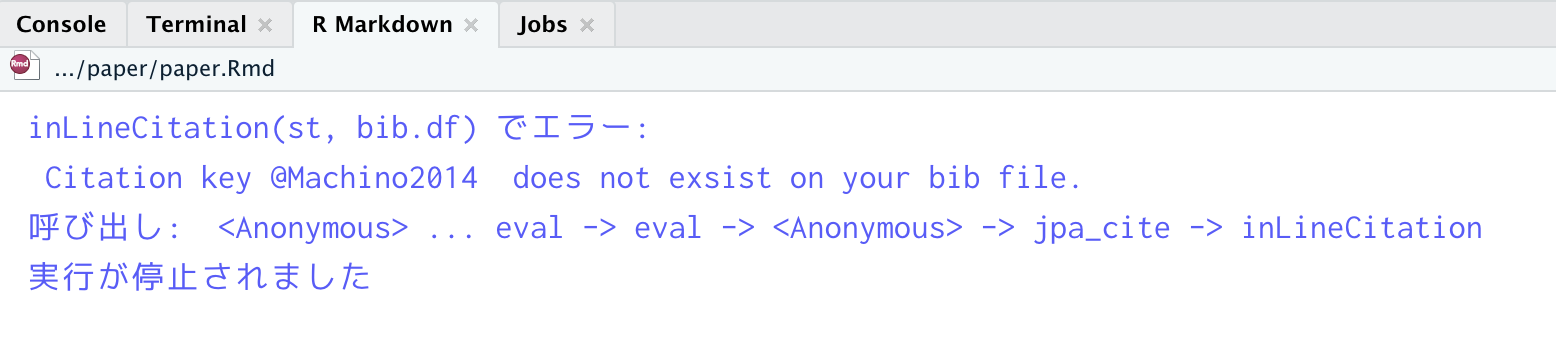 Console Terminal × R Markdown × Jobs ×
Rmd .../paper/paper.Rmd
inLineCitation(st, bib.df) でエラー:
Citation key @Machino2014  does not exsist on your bib file.
呼び出し:  <Anonymous> ... eval -> eval -> <Anonymous> -> jpa_cite -> inLineCitation
実行が停止されました